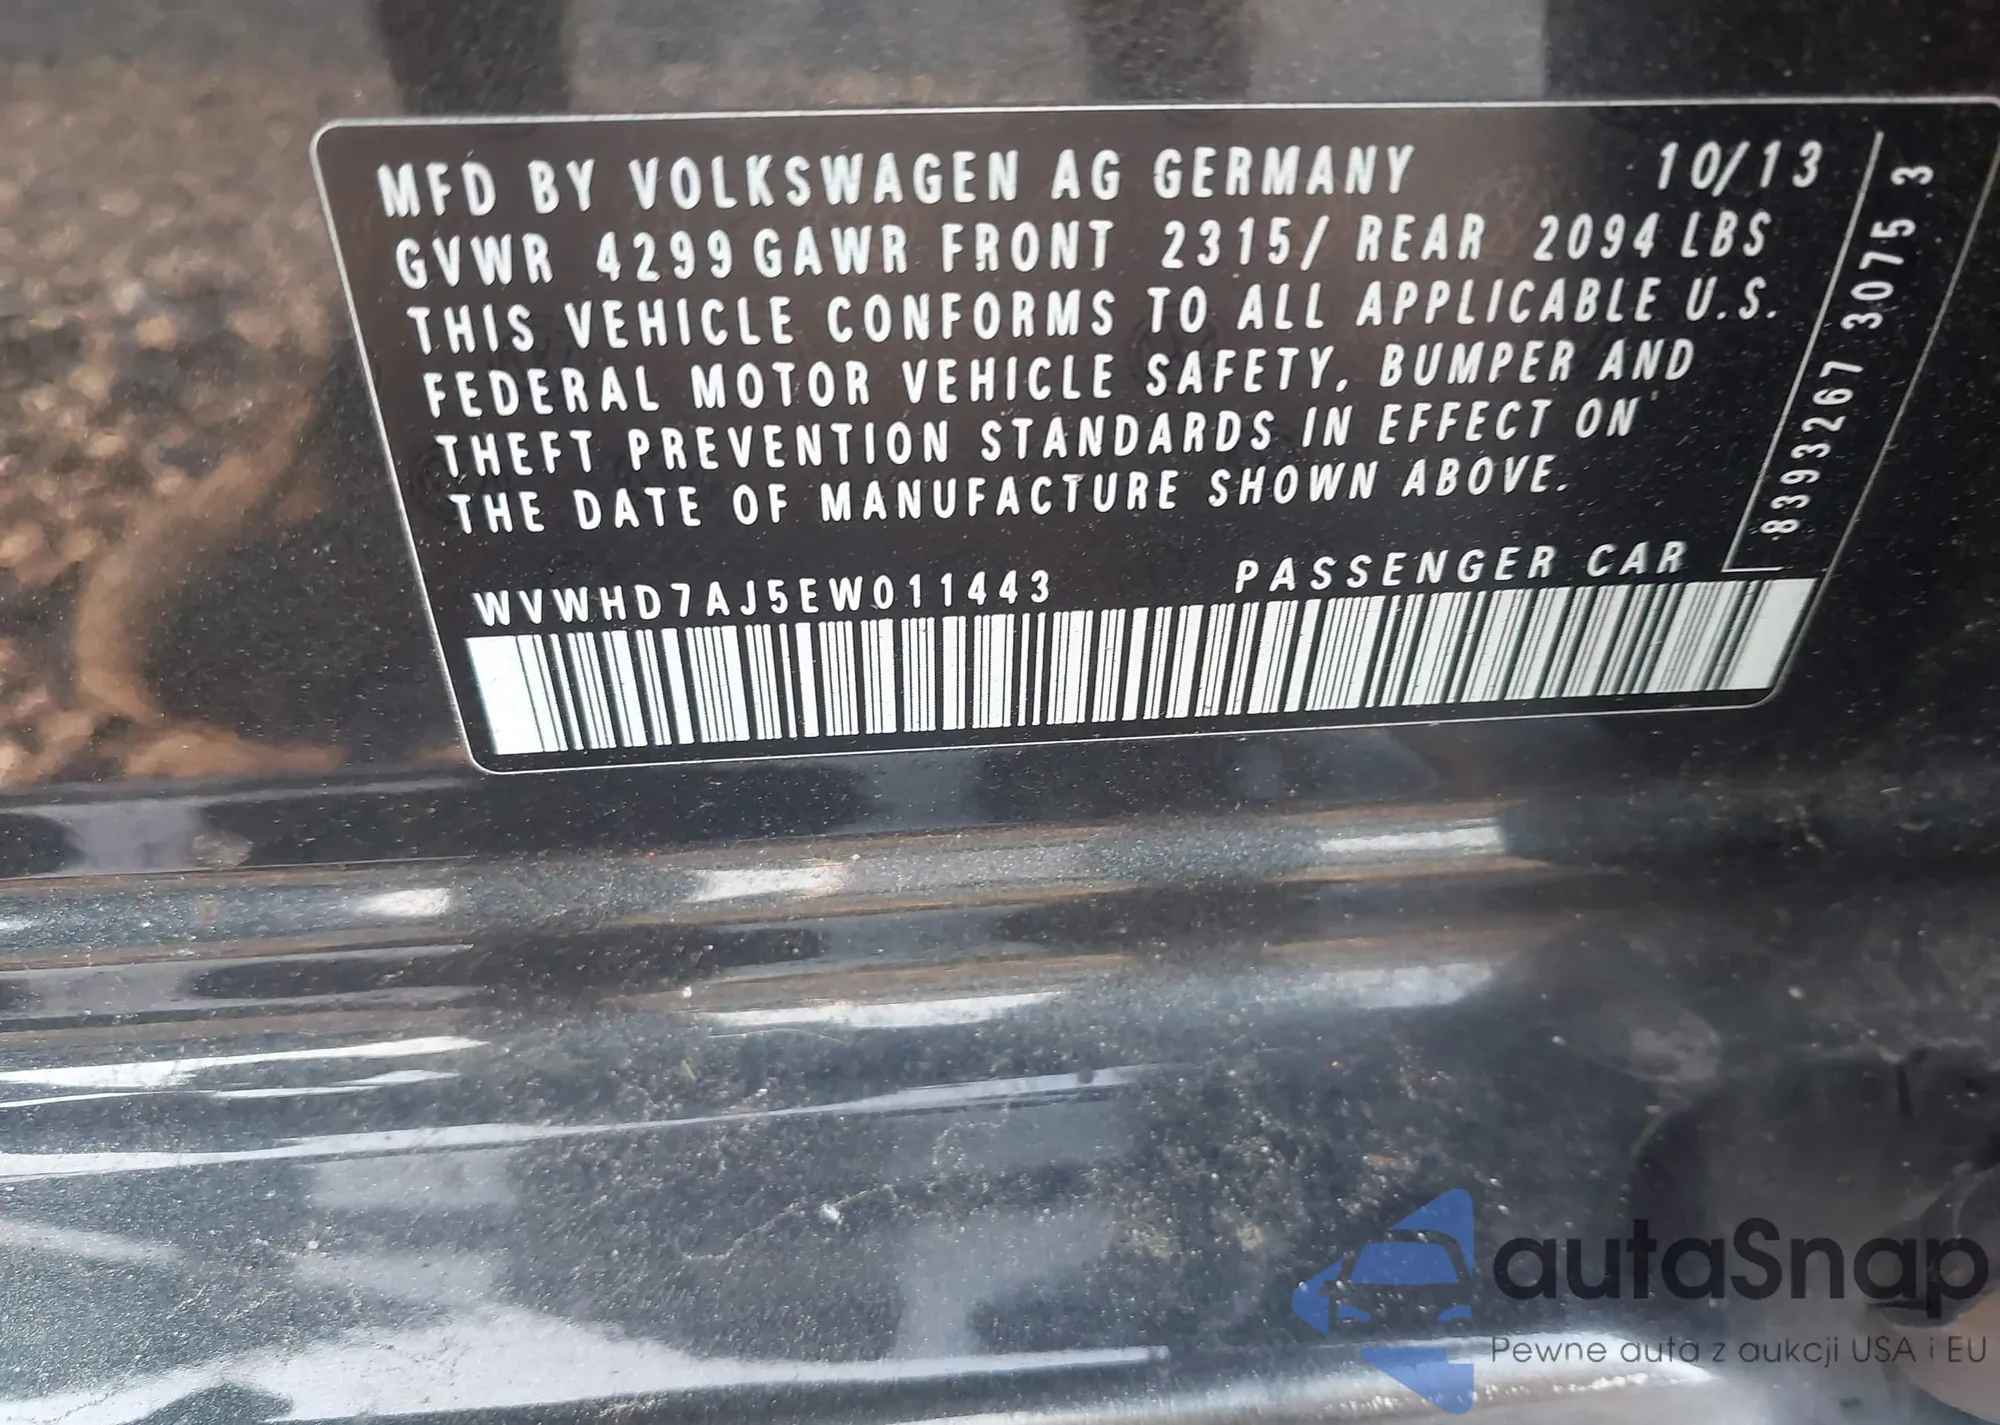 MFD BY VOLKSWAGEN AG GERMANY 10/13
GVWR 4299 GAWR FRONT 2315/ REAR 2094 LBS
THIS VEHICLE CONFORMS TO ALL APPLICABLE U.S.
FEDERAL MOTOR VEHICLE SAFETY, BUMPER AND
THEFT PREVENTION STANDARDS IN EFFECT ON
THE DATE OF MANUFACTURE SHOWN ABOVE.
WVWHD7AJ5EW011443 PASSENGER CAR
8393267 3075 3
autaSnap
Pewne auta z aukcji USA i EU